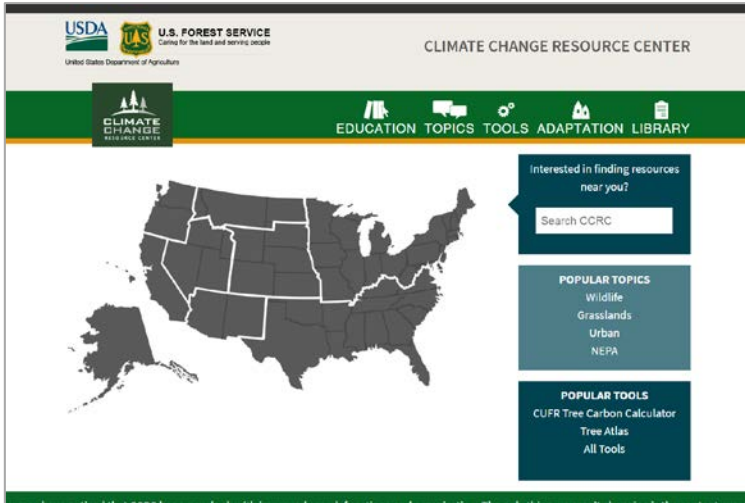 USDA
United States Department of Agriculture
UAS
U.S. FOREST SERVICE
Caring for the land and serving people
CLIMATE CHANGE RESOURCE CENTER
CLIMATE
CHANGE
RESOURCE CENTER
EDUCATION TOPICS TOOLS ADAPTATION LIBRARY
Interested in finding resources
near you?
Search CCRC
POPULAR TOPICS
Wildlife
Grasslands
Urban
NEPA
POPULAR TOOLS
CUFR Tree Carbon Calculator
Tree Atlas
All Tools